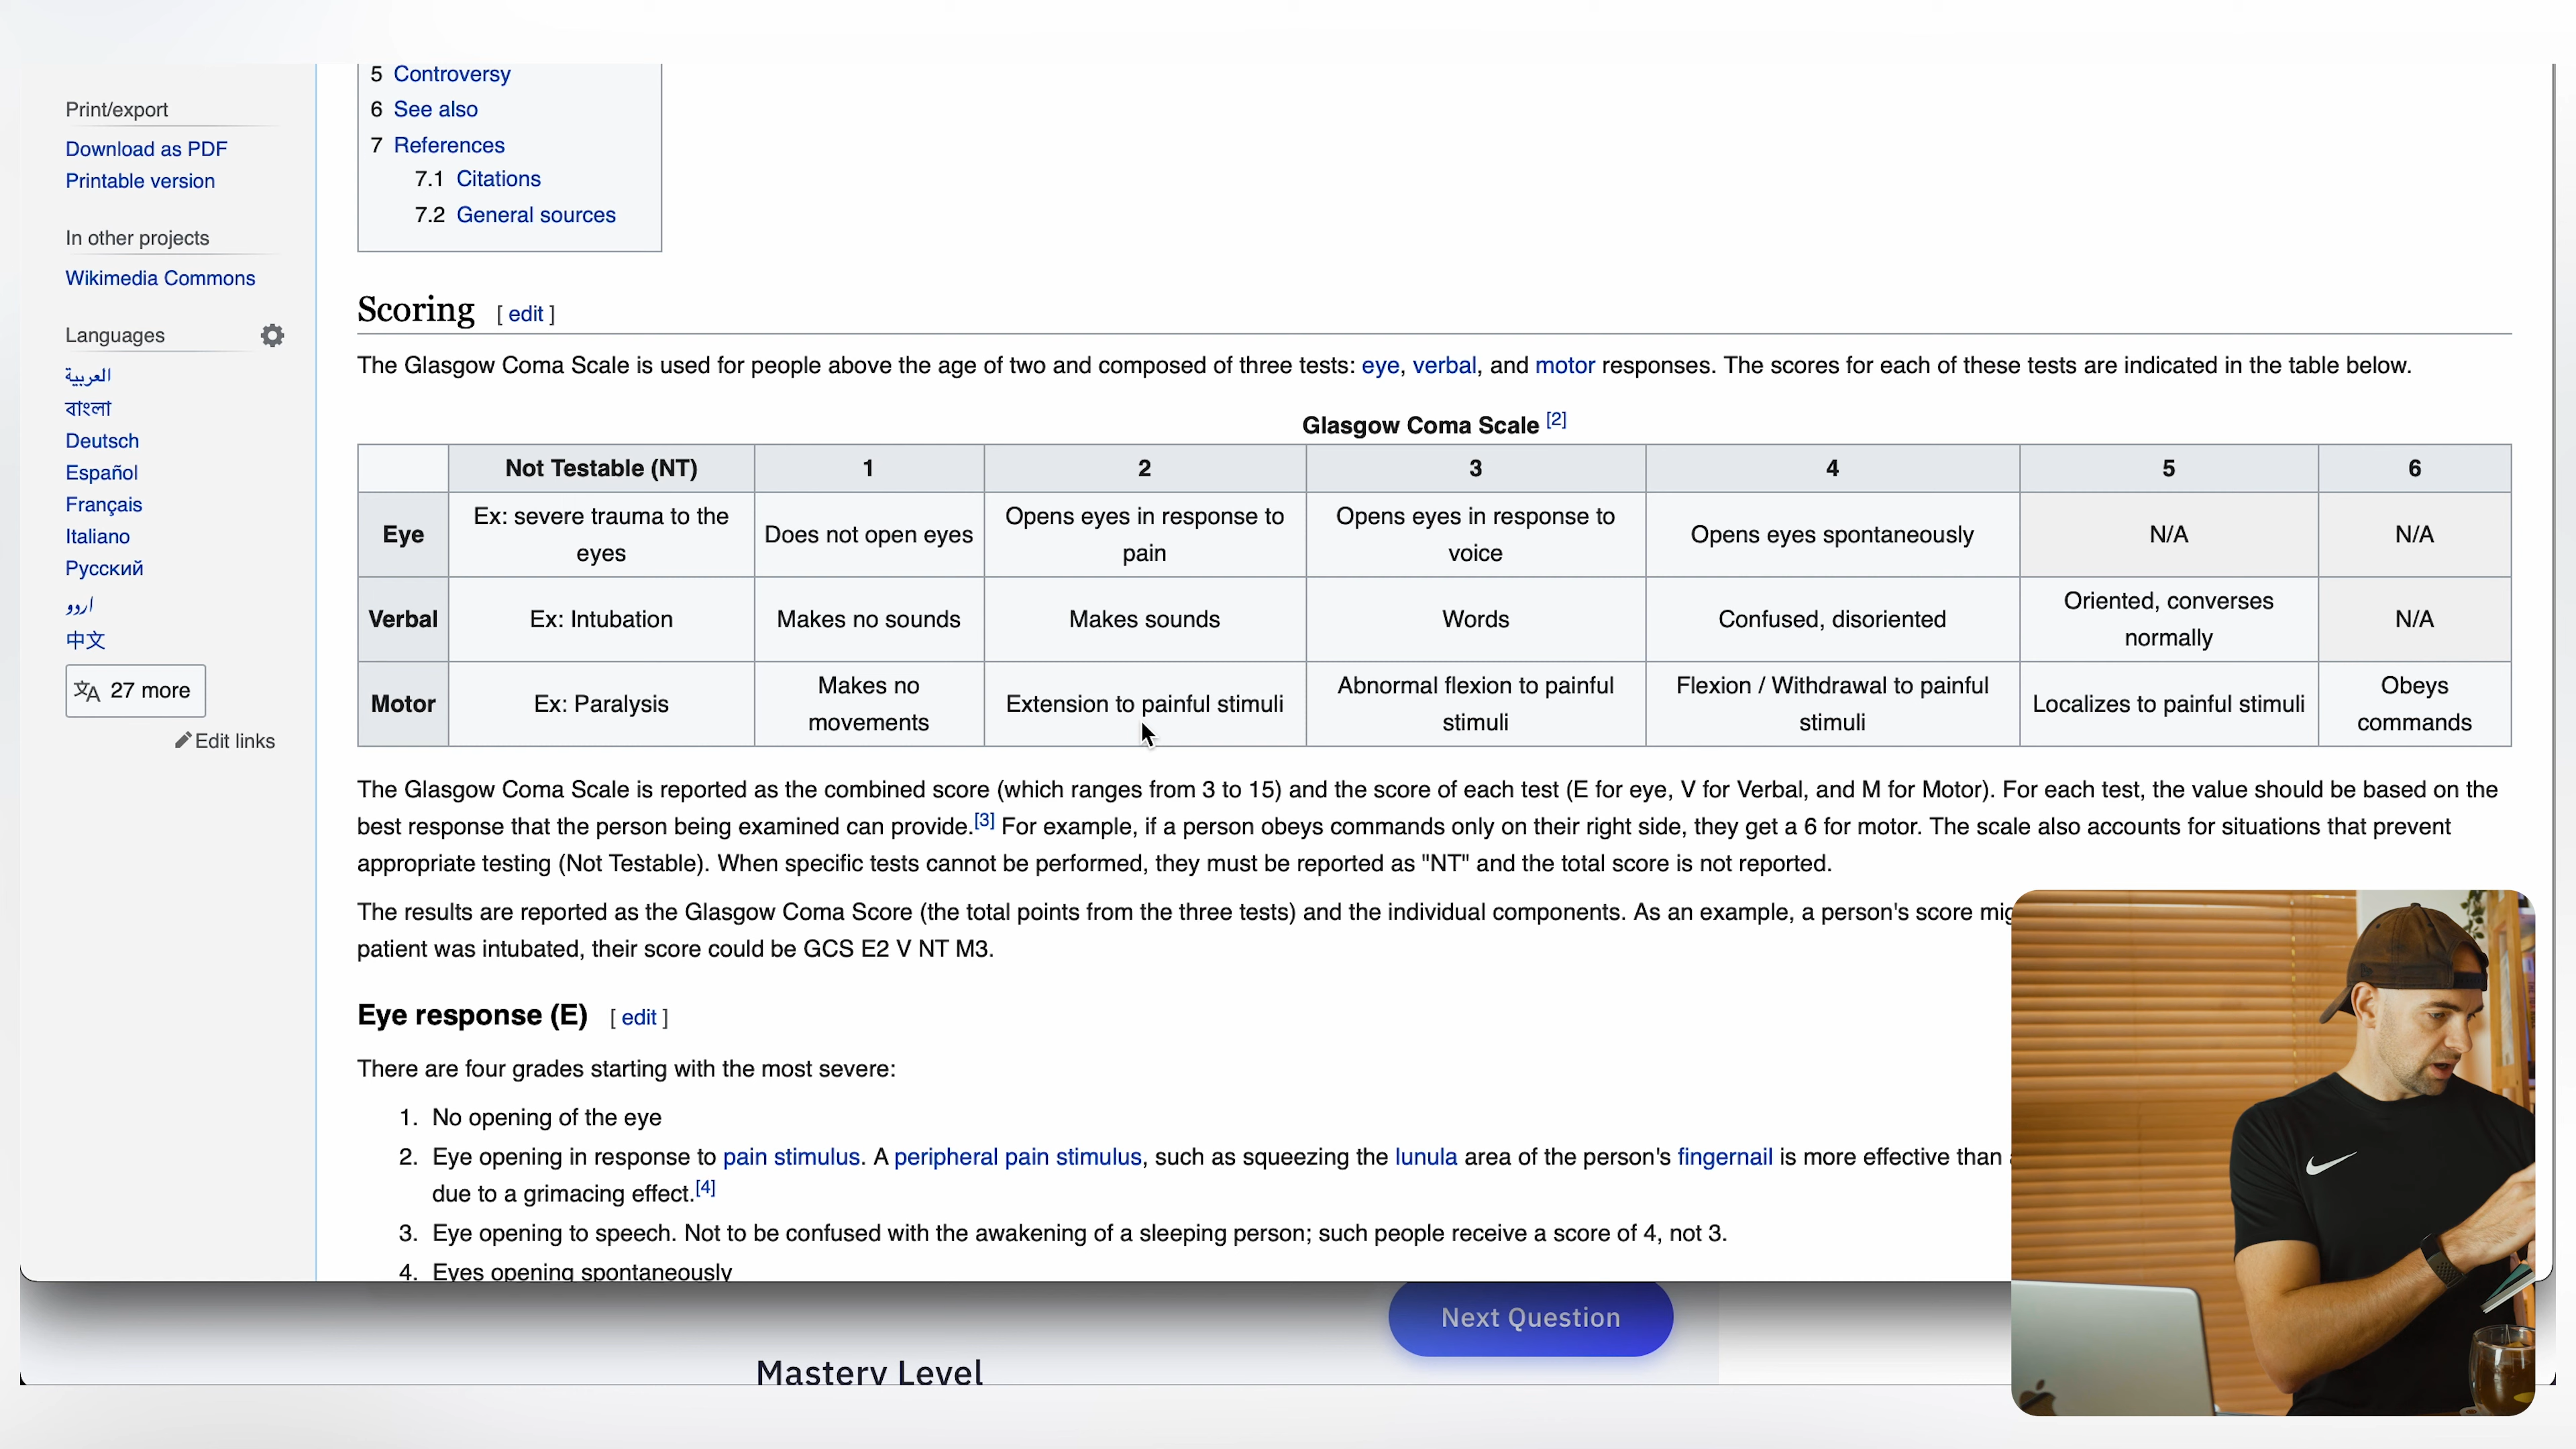 Print/export
Download as PDF
Printable version
In other projects
Wikimedia Commons
Languages
العربية
বাংলা
Deutsch
Español
Français
Italiano
Русский
اردو
中文
27 more
Edit links
5 Controversy
6 See also
7 References
7.1 Citations
7.2 General sources
Scoring [ edit ]
The Glasgow Coma Scale is used for people above the age of two and composed of three tests: eye, verbal, and motor responses. The scores for each of these tests are indicated in the table below.
Glasgow Coma Scale [2]
Not Testable (NT) 1 2 3 4 5 6
Eye Ex: severe trauma to the eyes Does not open eyes Opens eyes in response to pain Opens eyes in response to voice Opens eyes spontaneously N/A N/A
Verbal Ex: Intubation Makes no sounds Makes sounds Words Confused, disoriented Oriented, converses normally N/A
Motor Ex: Paralysis Makes no movements Extension to painful stimuli Abnormal flexion to painful stimuli Flexion / Withdrawal to painful stimuli Localizes to painful stimuli Obeys commands
The Glasgow Coma Scale is reported as the combined score (which ranges from 3 to 15) and the score of each test (E for eye, V for Verbal, and M for Motor). For each test, the value should be based on the
best response that the person being examined can provide.[3] For example, if a person obeys commands only on their right side, they get a 6 for motor. The scale also accounts for situations that prevent
appropriate testing (Not Testable). When specific tests cannot be performed, they must be reported as "NT" and the total score is not reported.
The results are reported as the Glasgow Coma Score (the total points from the three tests) and the individual components. As an example, a person's score
patient was intubated, their score could be GCS E2 V NT M3.
Eye response (E) [ edit ]
There are four grades starting with the most severe:
1. No opening of the eye
2. Eye opening in response to pain stimulus. A peripheral pain stimulus, such as squeezing the lunula area of the person's fingernail is more effective than
due to a grimacing effect.[4]
3. Eye opening to speech. Not to be confused with the awakening of a sleeping person; such people receive a score of 4, not 3.
4. Eyes opening spontaneously
Next Question
Mastery Level